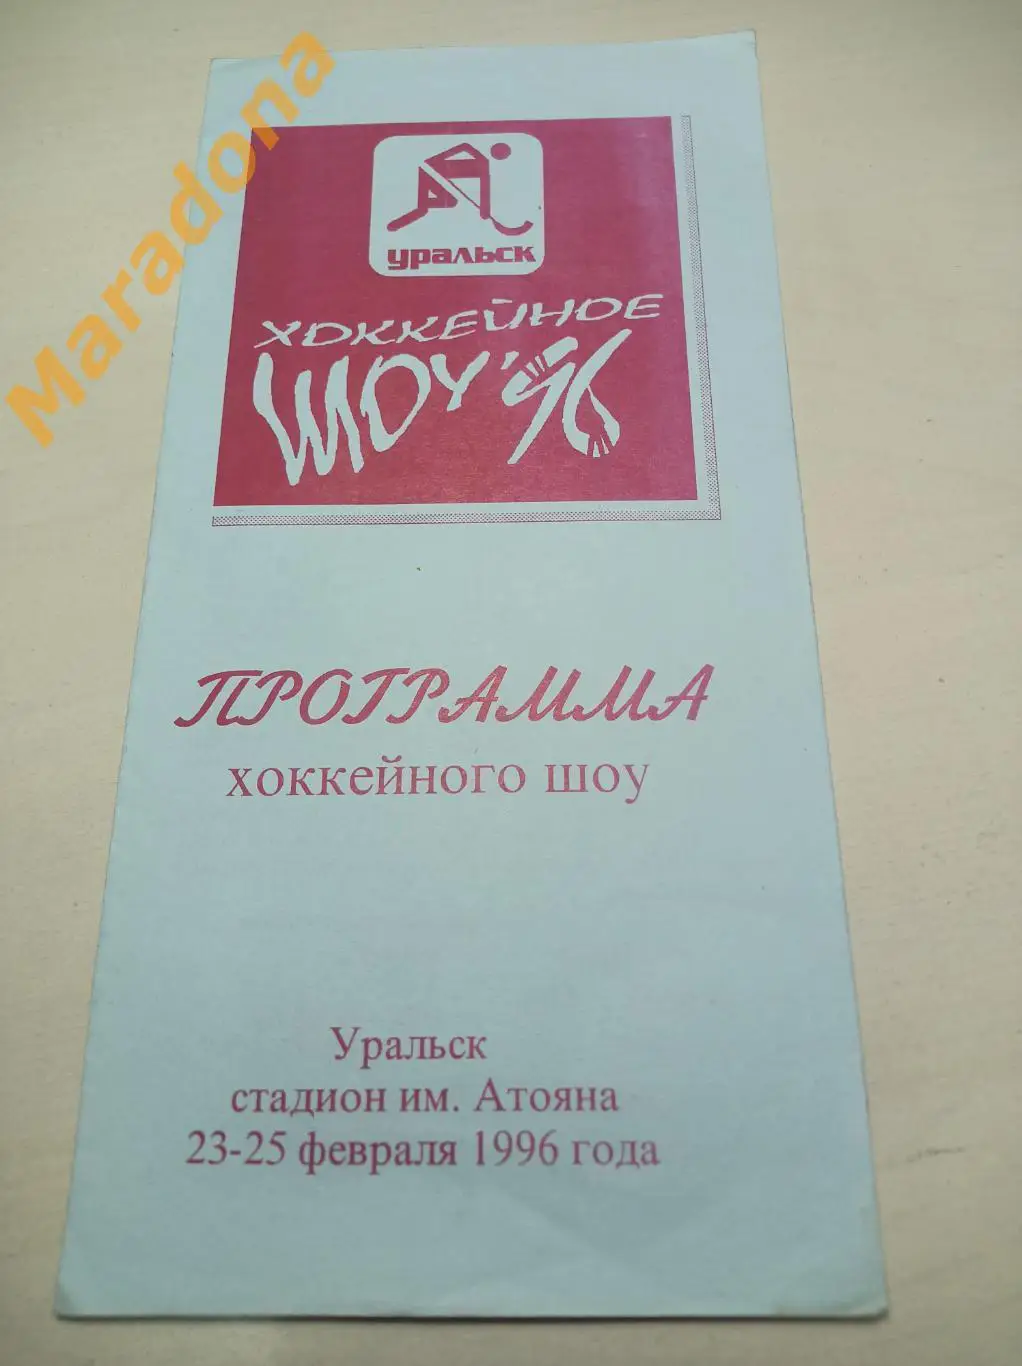 Maradona
уральск
ХОККЕЙНОЕ
ШОУ'96
ПРОГРАММА
хоккейного шоу
Уральск
стадион им. Атояна
23-25 февраля 1996 года